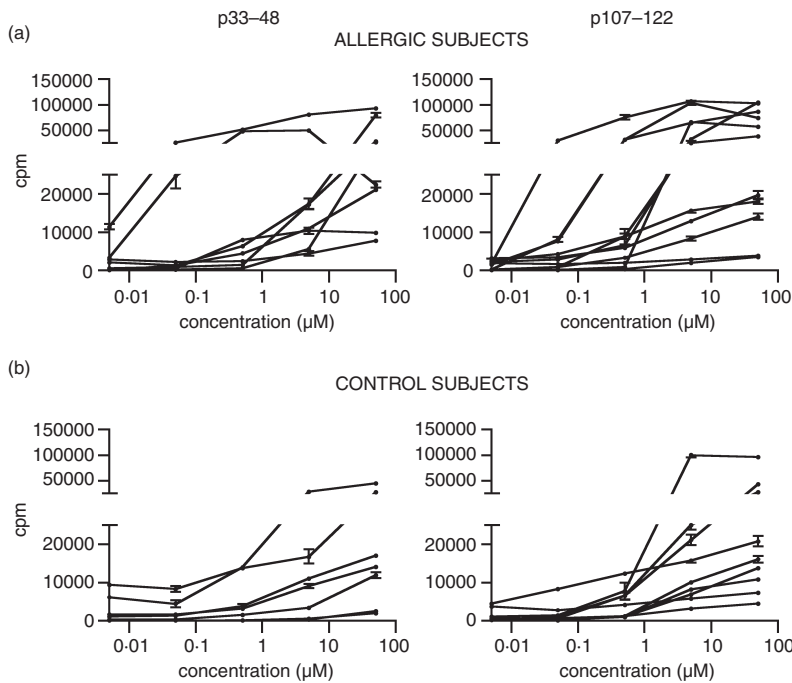 p33–48 p107–122
(a) ALLERGIC SUBJECTS
150000 150000
100000 100000
50000 50000
cpm
20000 20000
10000 10000
0 0
0·01 0·1 1 10 100 0·01 0·1 1 10 100
concentration (µM) concentration (µM)
(b) CONTROL SUBJECTS
150000 150000
100000 100000
50000 50000
cpm
20000 20000
10000 10000
0 0
0·01 0·1 1 10 100 0·01 0·1 1 10 100
concentration (µM) concentration (µM)